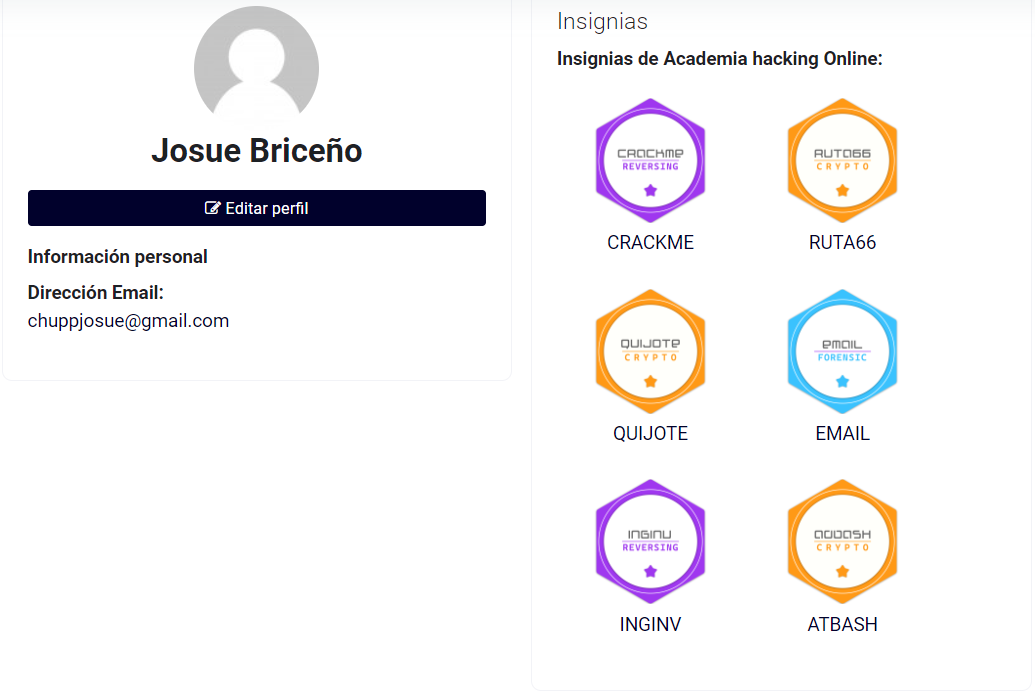 Josue Briceño
Editar perfil
Información personal
Dirección Email:
chuppjosue@gmail.com
Insignias
Insignias de Academia hacking Online:
CRACKME
REVERSING
CRACKME
RUTA66
CRYPTO
RUTA66
QUIJOTE
CRYPTO
QUIJOTE
EMAIL
FORENSIC
EMAIL
INGINV
REVERSING
INGINV
ATBASH
CRYPTO
ATBASH